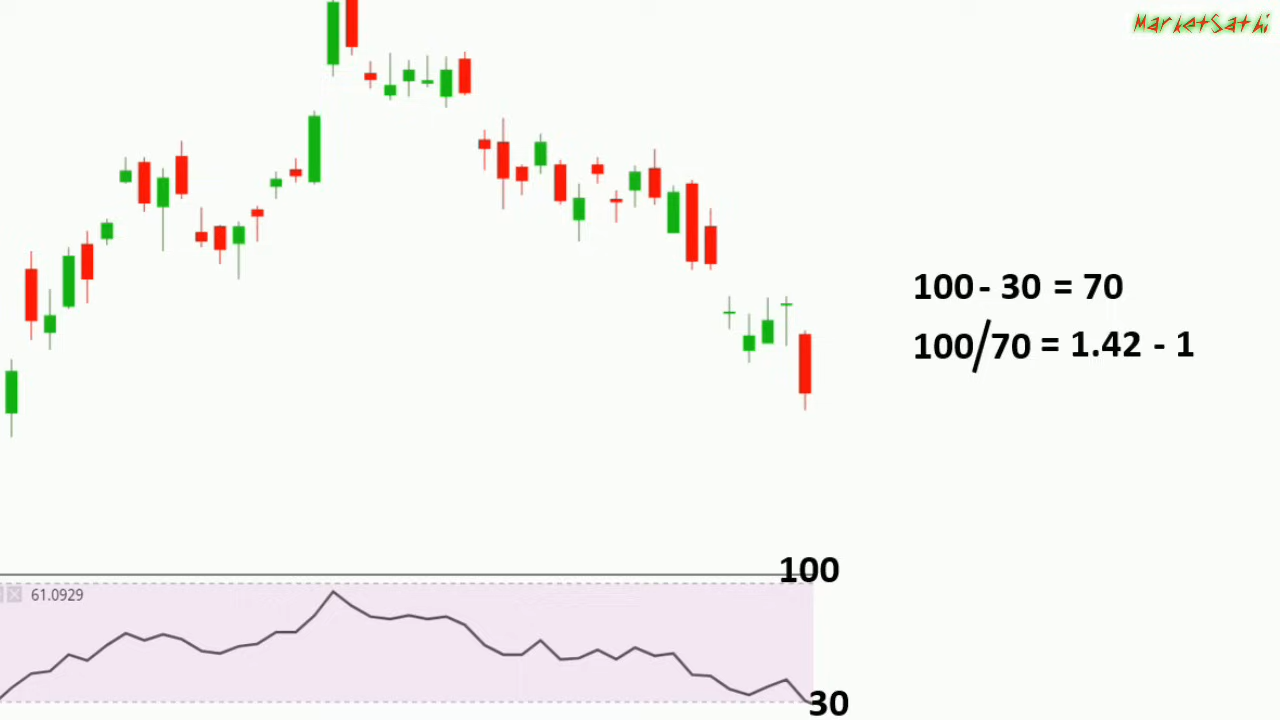 MarketSathi
100 - 30 = 70
100/70 = 1.42 - 1
100
61.0929
30